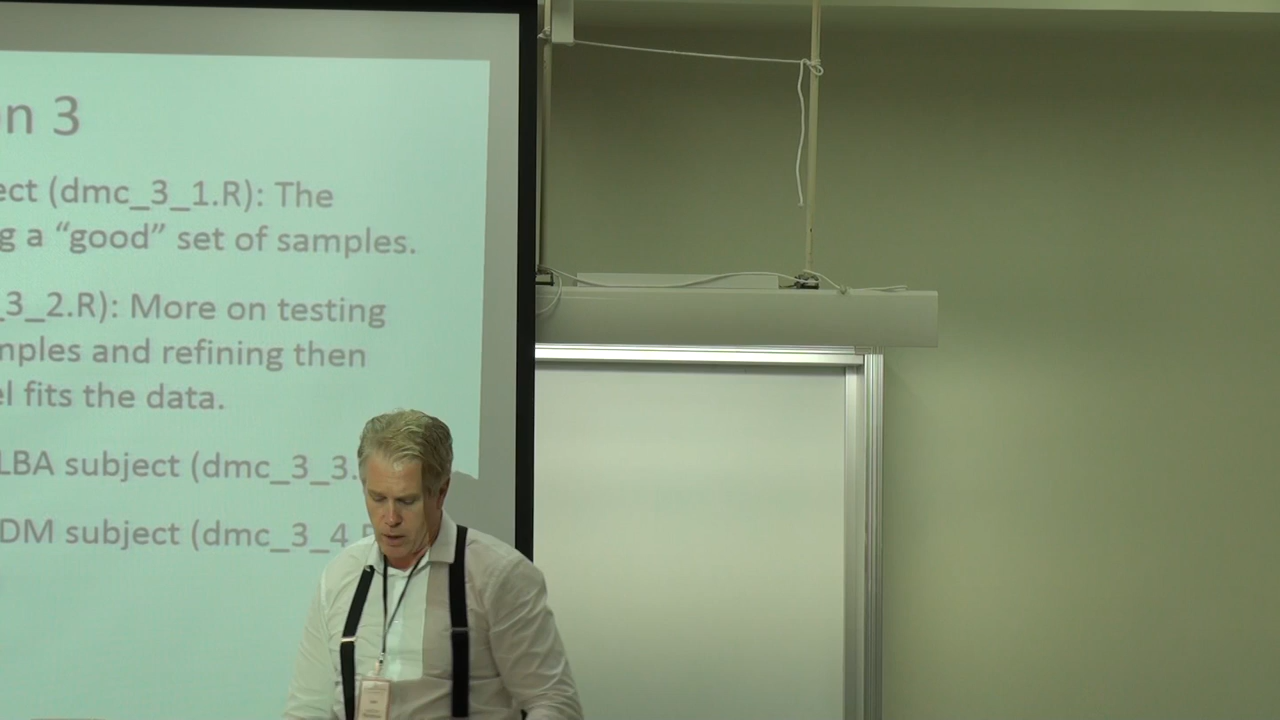 n 3
ect (dmc_3_1.R): The
g a “good” set of samples.
_3_2.R): More on testing
mples and refining then
el fits the data.
LBA subject (dmc_3_3.
DM subject (dmc_3_4